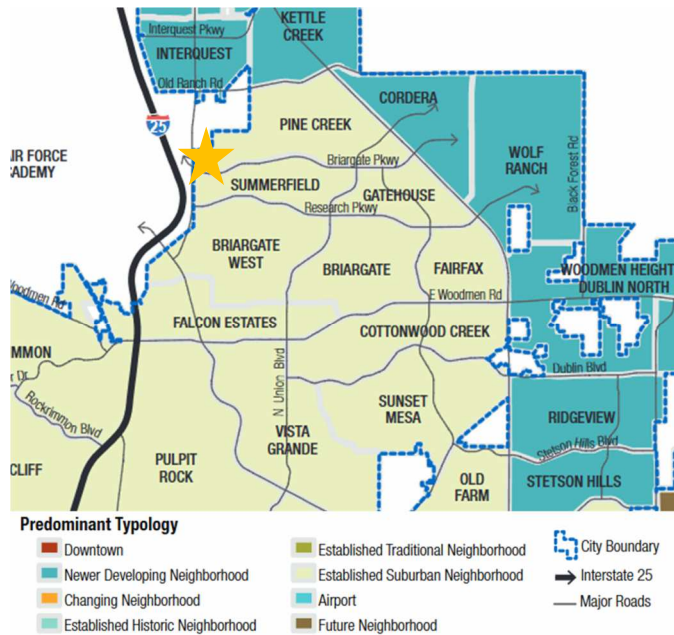 KETTLE
CREEK
Interquest Pkwy
INTERQUEST
Old Ranch Rd
CORDERA
25
PINE CREEK
AIR FORCE
ACADEMY
Briargate Pkwy
WOLF
RANCH
Black Forest Rd
SUMMERFIELD
GATEHOUSE
Research Pkwy
BRIARGATE
WEST
BRIARGATE
FAIRFAX
WOODMEN HEIGHT
DUBLIN NORTH
Woodmen Rd
E Woodmen Rd
FALCON ESTATES
COTTONWOOD CREEK
MMON
r Dr
N Union Blvd
Dublin Blvd
Rockrimmon Blvd
SUNSET
MESA
RIDGEVIEW
VISTA
GRANDE
Stetson Hills Blvd
CLIFF
PULPIT
ROCK
OLD
FARM
STETSON HILLS
Predominant Typology
Downtown
Newer Developing Neighborhood
Changing Neighborhood
Established Historic Neighborhood
Established Traditional Neighborhood
Established Suburban Neighborhood
Airport
Future Neighborhood
City Boundary
Interstate 25
Major Roads